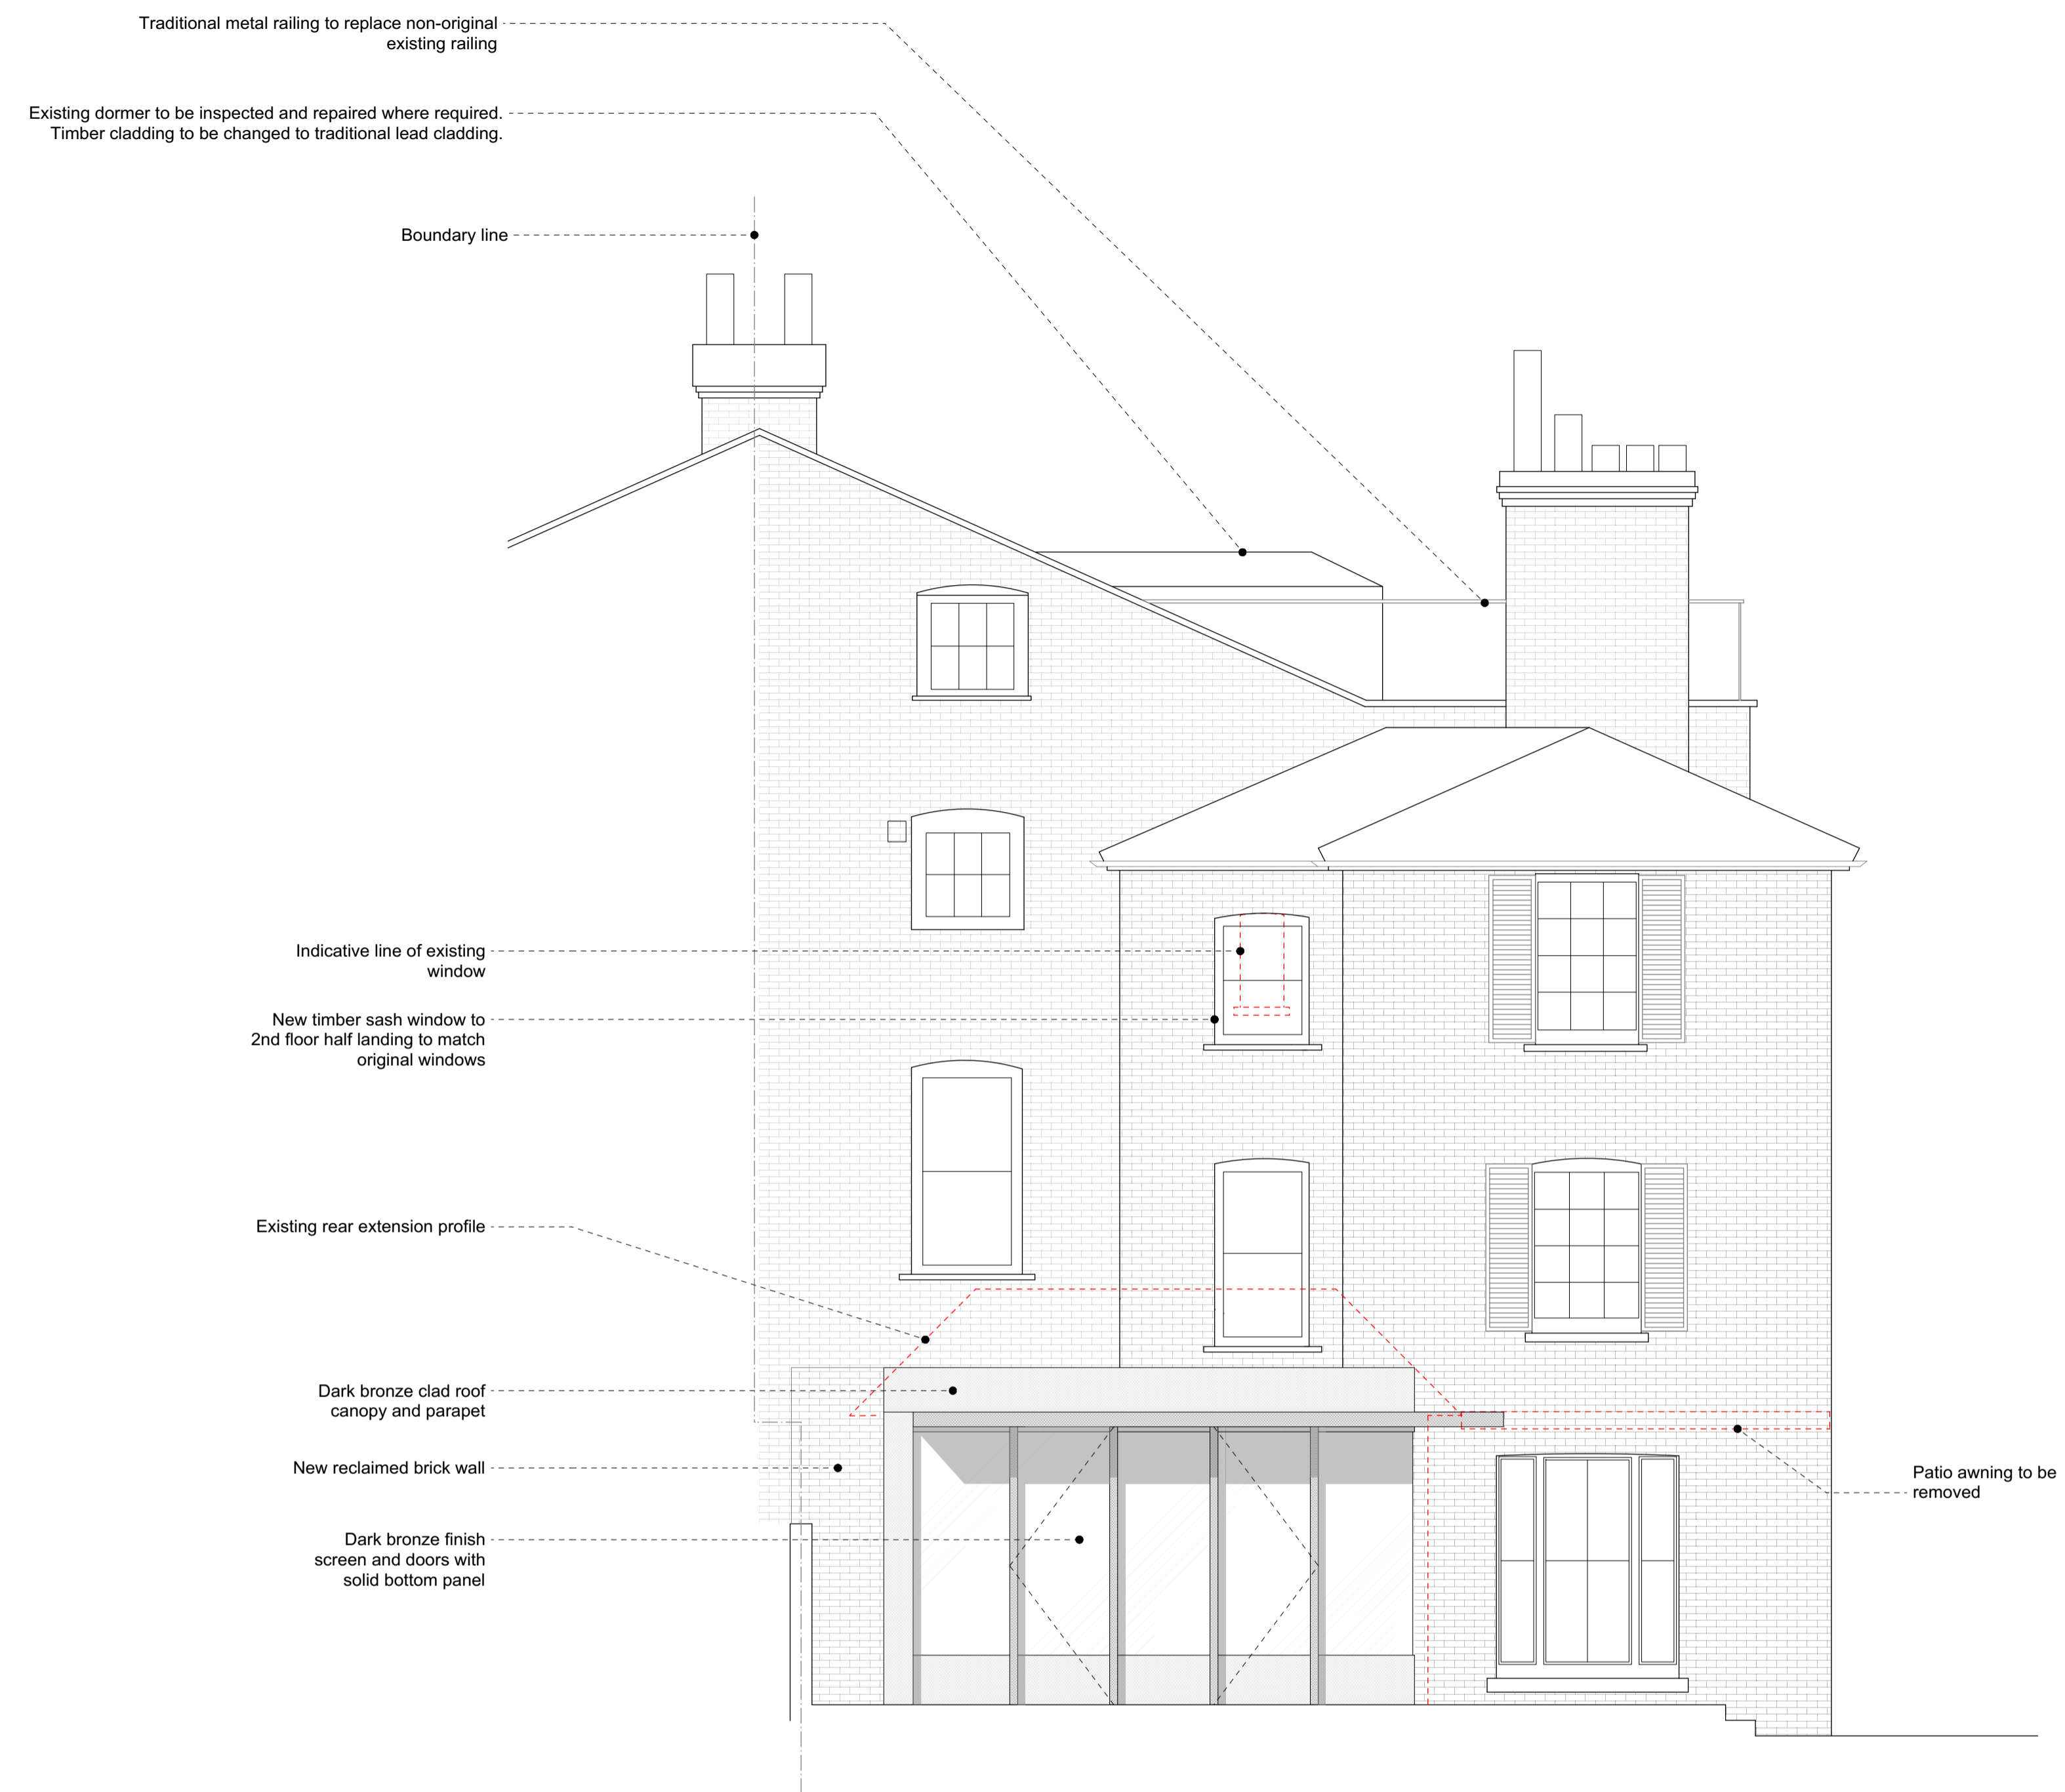 Traditional metal railing to replace non-original
existing railing
Existing dormer to be inspected and repaired where required.
Timber cladding to be changed to traditional lead cladding.
Boundary line
Indicative line of existing
window
New timber sash window to
2nd floor half landing to match
original windows
Existing rear extension profile
Dark bronze clad roof
canopy and parapet
New reclaimed brick wall
Patio awning to be
removed
Dark bronze finish
screen and doors with
solid bottom panel